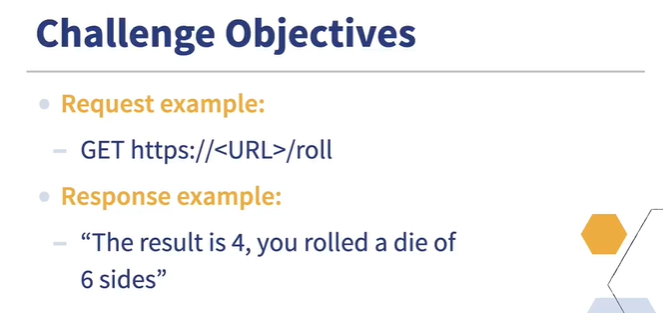 Challenge Objectives
Request example:
– GET https://<URL>/roll
Response example:
– “The result is 4, you rolled a die of
6 sides”